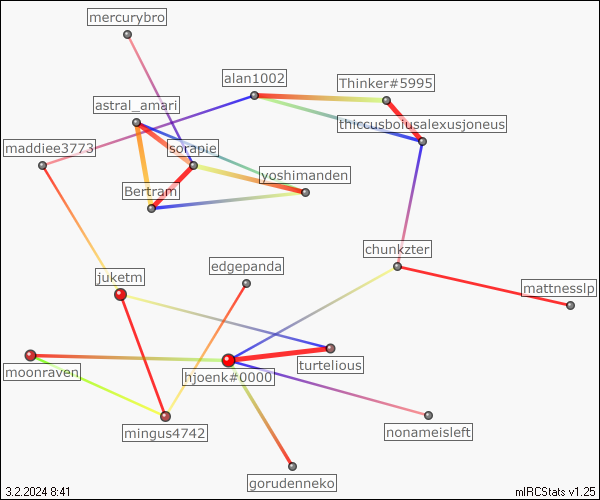 mercurybro
alan1002
Thinker#5995
astral_amari
thiccusboiusalexusjoneus
maddiee3773
sorapie
yoshimanden
Bertram
chunkzter
edgepanda
juketm
mattnesslp
turtelious
moonraven
hjoenk#0000
mingus4742
nonameisleft
gorudenneko
3.2.2024 8:41
mIRCStats v1.25